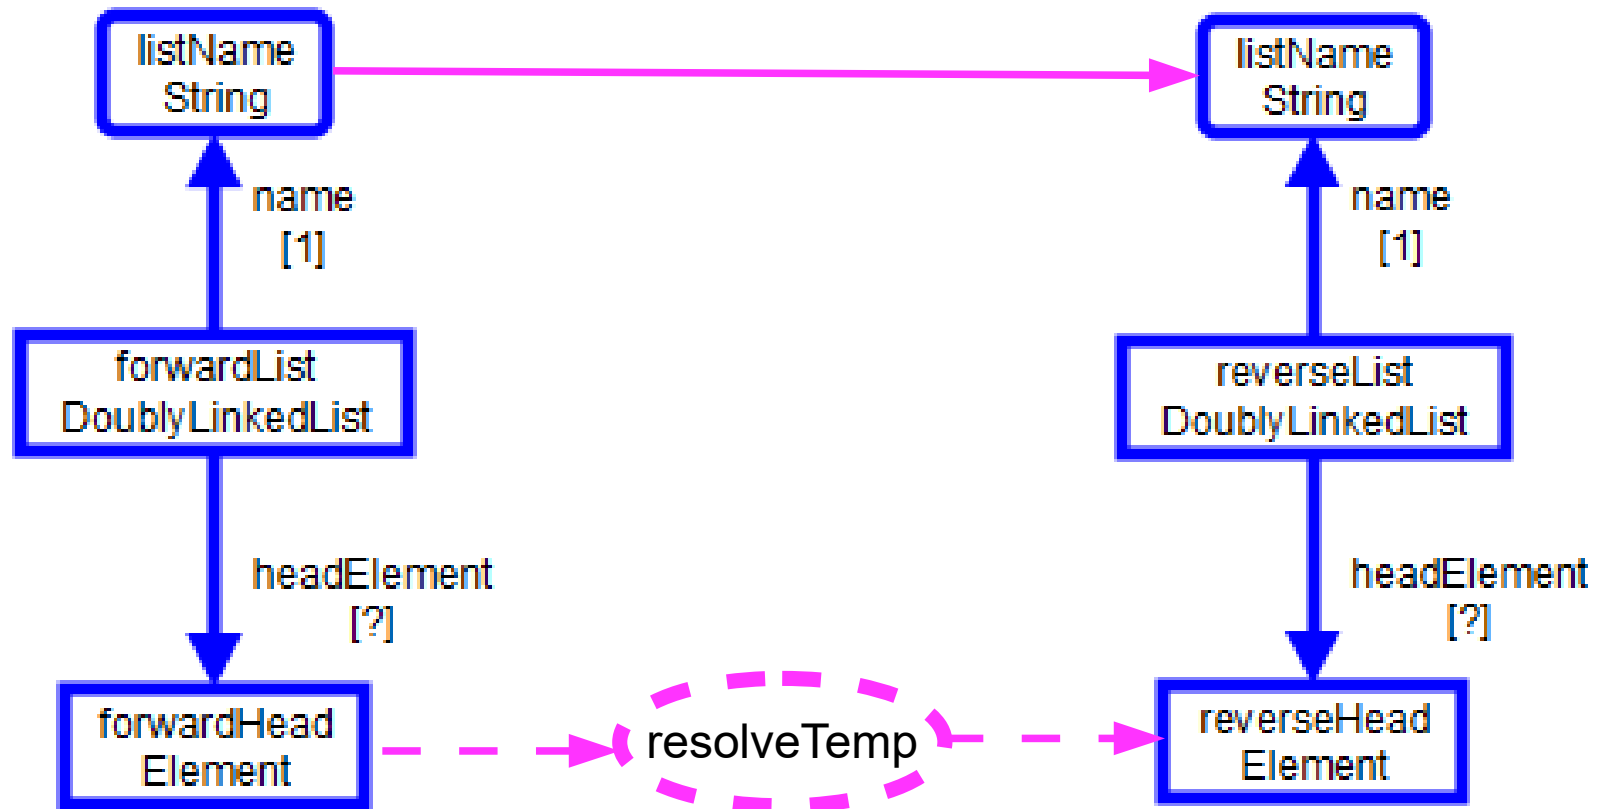 listName
String
listName
String
name
[1]
name
[1]
forwardList
DoublyLinkedList
reverseList
DoublyLinkedList
headElement
[?]
headElement
[?]
forwardHead
Element
resolveTemp
reverseHead
Element